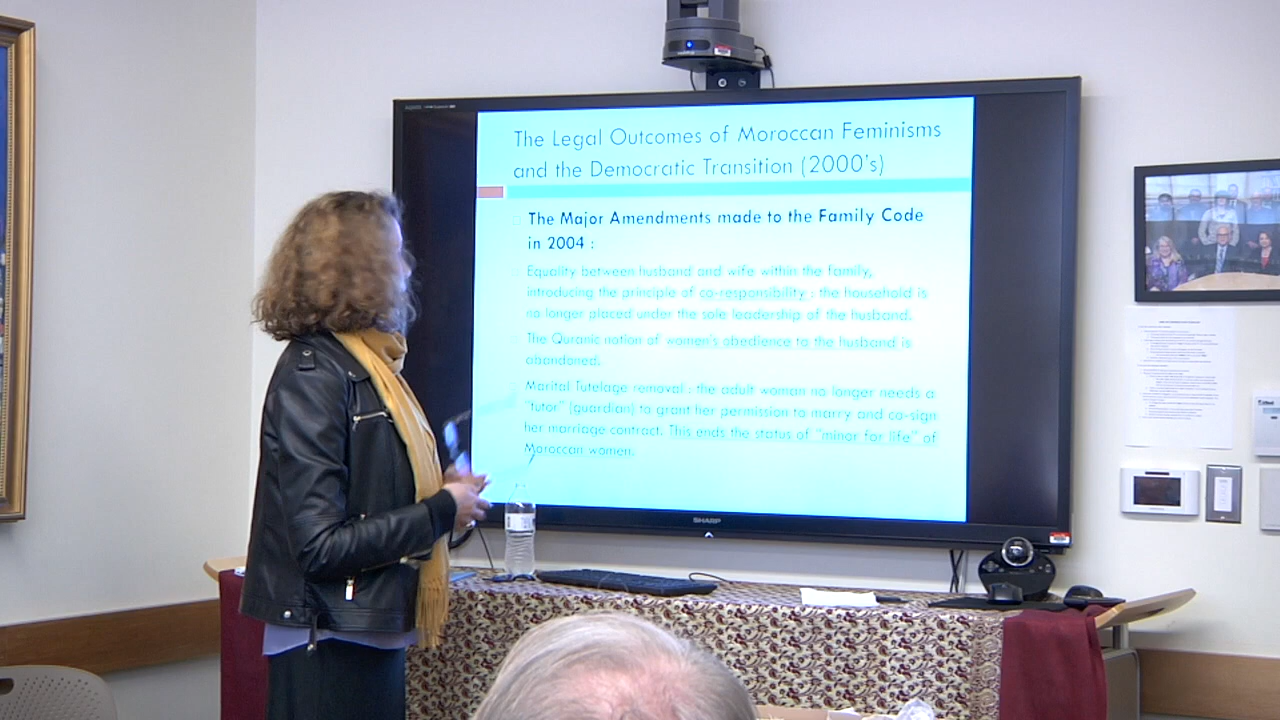 The Legal Outcomes of Moroccan Feminisms
and the Democratic Transition (2000's)
The Major Amendments made to the Family Code
in 2004 :
Equality between husband and wife within the family,
introducing the principle of co-responsibility : the household is
no longer placed under the sole leadership of the husband.
The Quranic notion of women's obedience to the husband is
abandoned.
Marital Tutelage removal : the adult woman no longer needs a
"tutor" (guardian) to grant her permission to marry and co-sign
her marriage contract. This ends the status of "minor for life" of
Moroccan women.
SHARP